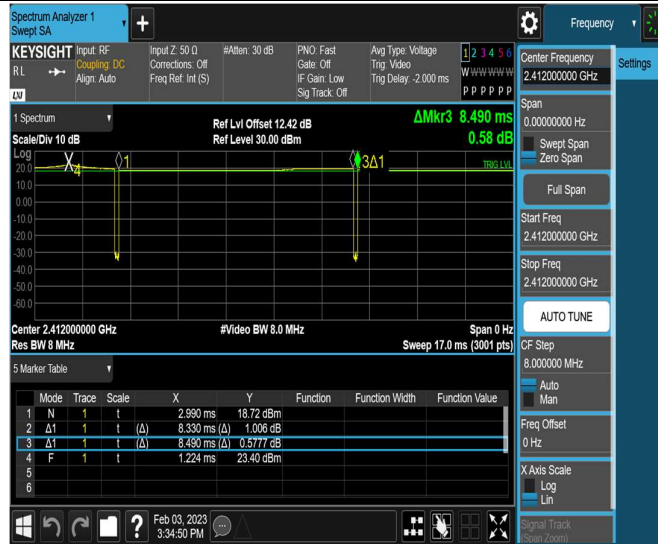 Spectrum Analyzer 1
Swept SA
+
Frequency
KEYSIGHT
RL
LXI
Input: RF
Coupling: DC
Align: Auto
Input Z: 50 Ω
Corrections: Off
Freq Ref: Int (S)
#Atten: 30 dB
PNO: Fast
Gate: Off
IF Gain: Low
Sig Track: Off
Avg Type: Voltage
Trig: Video
Trig Delay: -2.000 ms
1 2 3 4 5 6
W W W W W W
P P P P P P
Center Frequency
2.412000000 GHz
Settings
1 Spectrum
Scale/Div 10 dB
Ref Lvl Offset 12.42 dB
Ref Level 30.00 dBm
ΔMkr3 8.490 ms
0.58 dB
Span
0.00000000 Hz
Swept Span
Zero Span
Full Span
Start Freq
2.412000000 GHz
Stop Freq
2.412000000 GHz
AUTO TUNE
CF Step
8.000000 MHz
Auto
Man
Freq Offset
0 Hz
X Axis Scale
Log
Lin
Signal Track
(Span Zoom)
Log
20.0
10.0
0.00
-10.0
-20.0
-30.0
-40.0
-50.0
-60.0
4
1
3Δ1
TRIG LVL
Center 2.412000000 GHz
Res BW 8 MHz
#Video BW 8.0 MHz
Span 0 Hz
Sweep 17.0 ms (3001 pts)
5 Marker Table
Mode Trace Scale X Y Function Function Width Function Value
1 N 1 t 2.990 ms 18.72 dBm
2 Δ1 1 t (Δ) 8.330 ms (Δ) 1.006 dB
3 Δ1 1 t (Δ) 8.490 ms (Δ) 0.5777 dB
4 F 1 t 1.224 ms 23.40 dBm
5
6
?
Feb 03, 2023
3:34:50 PM